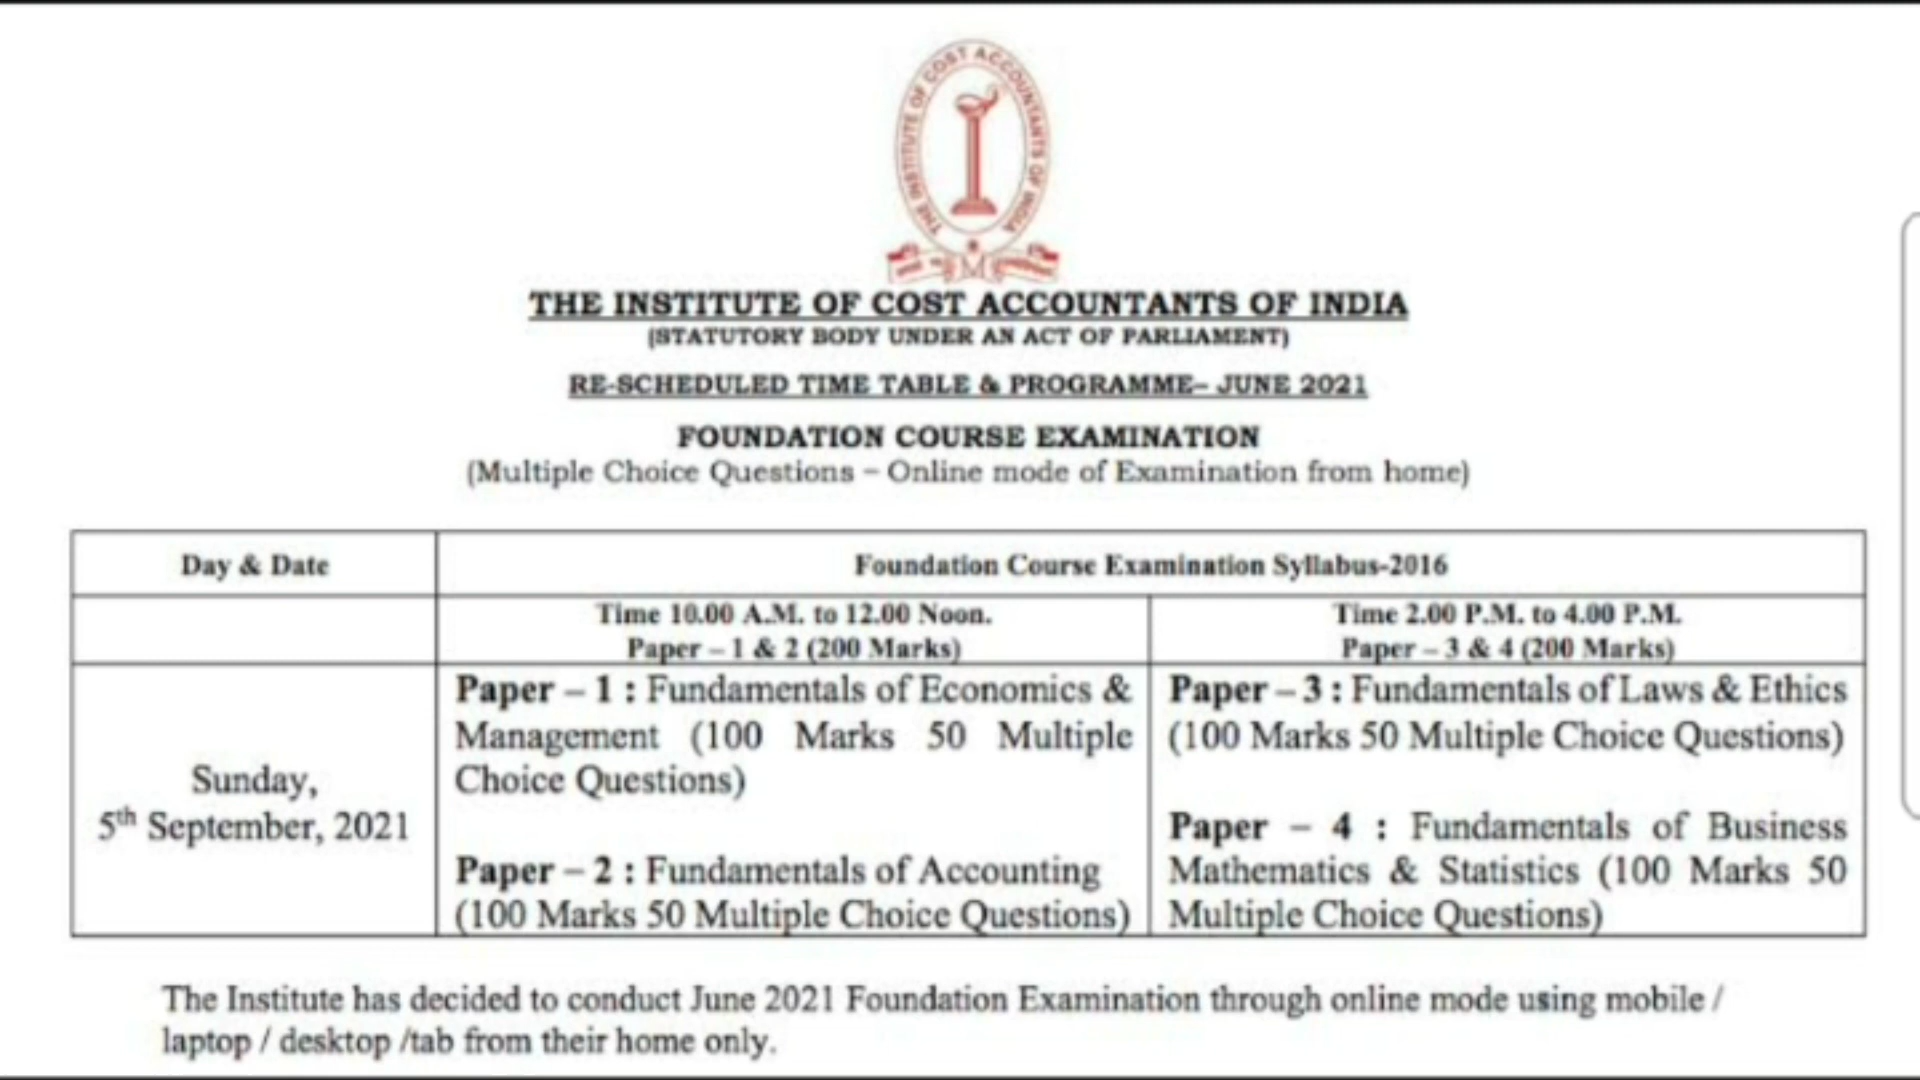 THE INSTITUTE OF COST ACCOUNTANTS OF INDIA
M
THE INSTITUTE OF COST ACCOUNTANTS OF INDIA
(STATUTORY BODY UNDER AN ACT OF PARLIAMENT)
RE-SCHEDULED TIME TABLE & PROGRAMME– JUNE 2021
FOUNDATION COURSE EXAMINATION
(Multiple Choice Questions – Online mode of Examination from home)
Day & Date
Foundation Course Examination Syllabus-2016
Time 10.00 A.M. to 12.00 Noon.
Paper – 1 & 2 (200 Marks)
Time 2.00 P.M. to 4.00 P.M.
Paper – 3 & 4 (200 Marks)
Sunday,
5th September, 2021
Paper – 1 : Fundamentals of Economics &
Management (100 Marks 50 Multiple
Choice Questions)
Paper – 2 : Fundamentals of Accounting
(100 Marks 50 Multiple Choice Questions)
Paper – 3 : Fundamentals of Laws & Ethics
(100 Marks 50 Multiple Choice Questions)
Paper – 4 : Fundamentals of Business
Mathematics & Statistics (100 Marks 50
Multiple Choice Questions)
The Institute has decided to conduct June 2021 Foundation Examination through online mode using mobile /
laptop / desktop /tab from their home only.